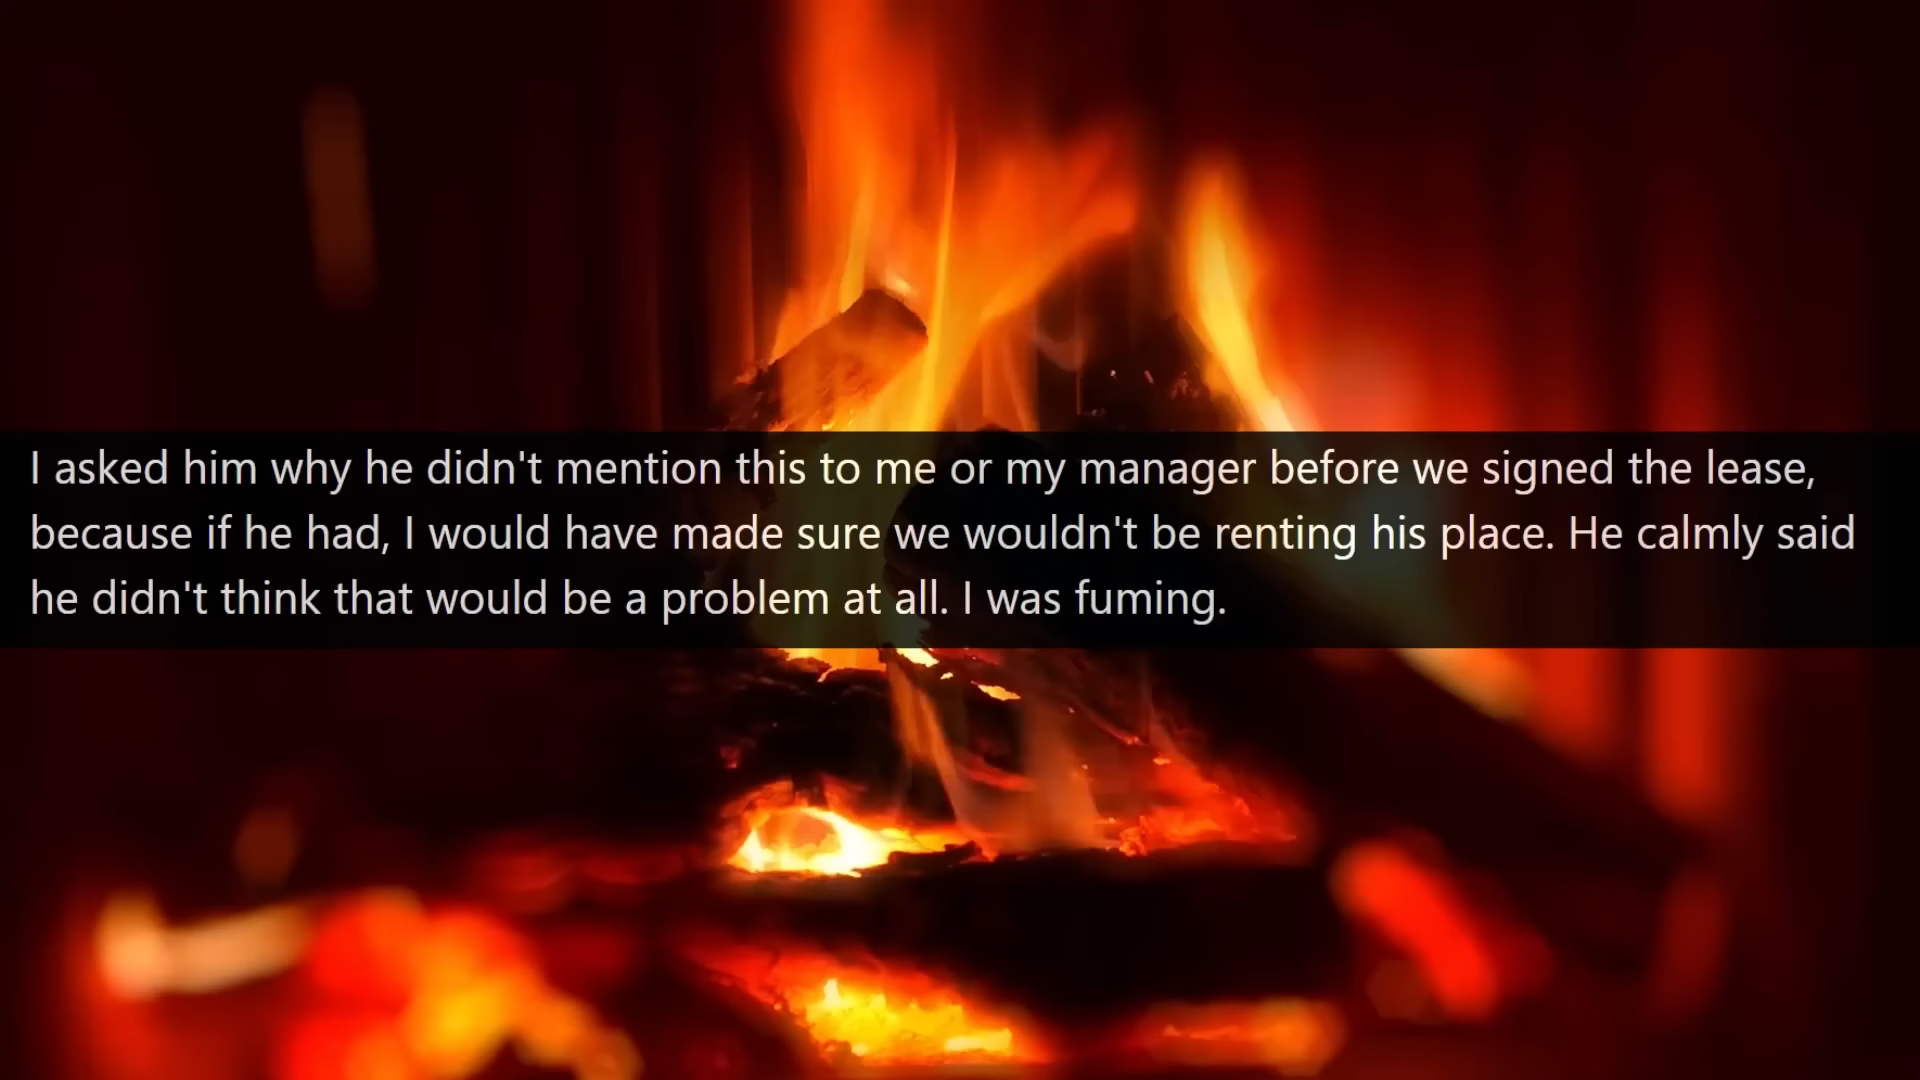 I asked him why he didn't mention this to me or my manager before we signed the lease,
because if he had, I would have made sure we wouldn't be renting his place. He calmly said
he didn't think that would be a problem at all. I was fuming.